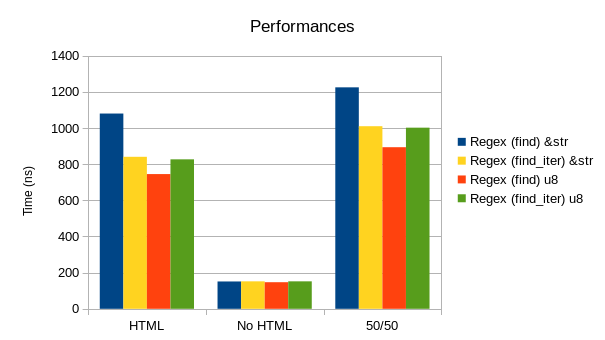 Performances
1400
1200
1000
800
600
400
200
0
Time (ns)
HTML
No HTML
50/50
Regex (find) &str
Regex (find_iter) &str
Regex (find) u8
Regex (find_iter) u8